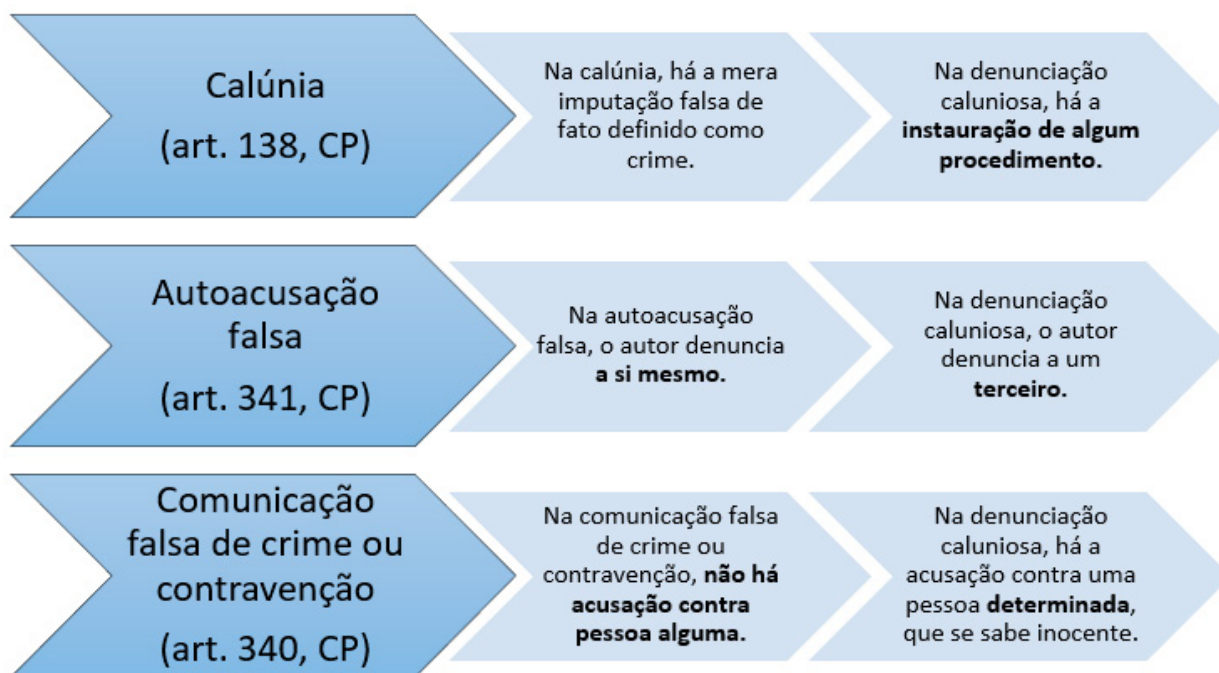 Calúnia
(art. 138, CP)
Na calúnia, há a mera
imputação falsa de
fato definido como
crime.
Na denunciação
caluniosa, há a
instauração de algum
procedimento.
Autoacusação
falsa
(art. 341, CP)
Na autoacusação
falsa, o autor denuncia
a si mesmo.
Na denunciação
caluniosa, o autor
denuncia a um
terceiro.
Comunicação
falsa de crime ou
contravenção
(art. 340, CP)
Na comunicação falsa
de crime ou
contravenção, não há
acusação contra
pessoa alguma.
Na denunciação
caluniosa, há a
acusação contra uma
pessoa determinada,
que se sabe inocente.